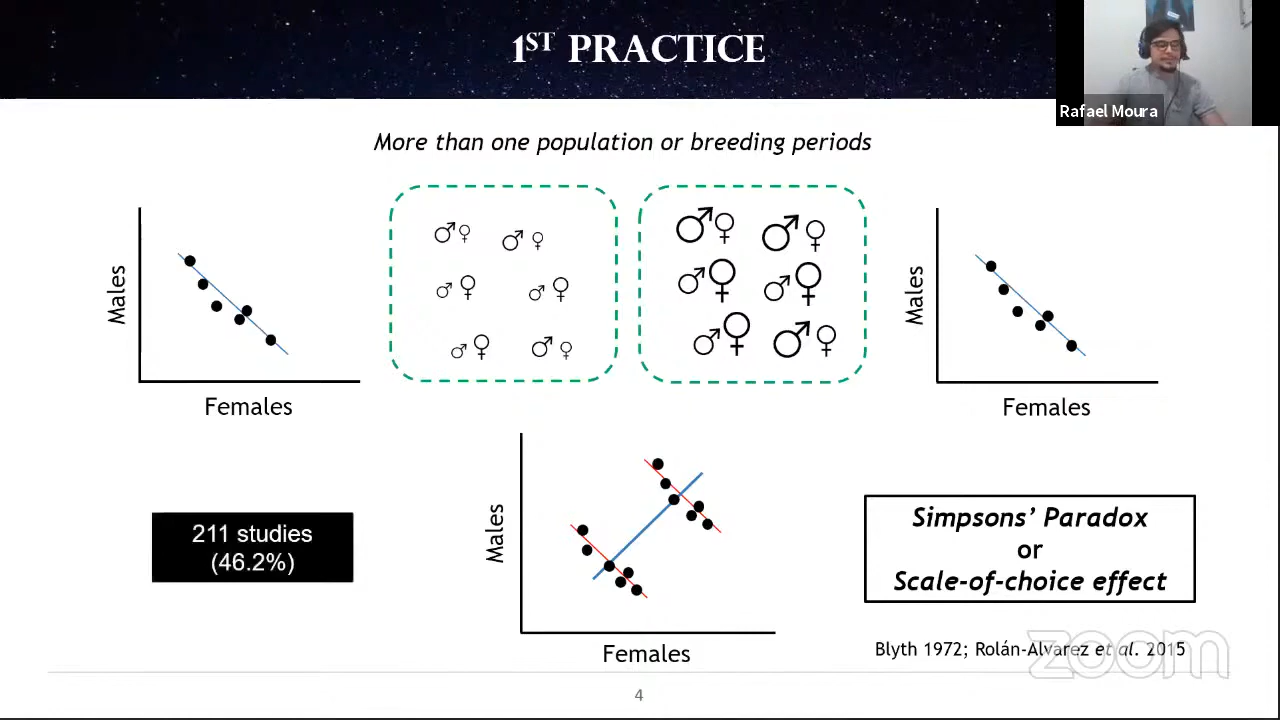 1ST PRACTICE
Rafael Moura
More than one population or breeding periods
Males
Females
Males
Females
Males
Females
211 studies
(46.2%)
Simpsons’ Paradox
or
Scale-of-choice effect
Blyth 1972; Rolán-Alvarez et al. 2015
zoom
4